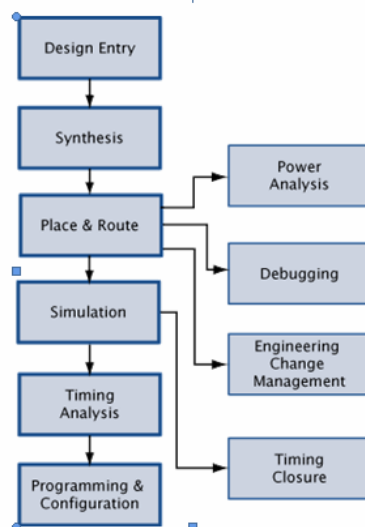 Design Entry
Synthesis
Place & Route
Simulation
Timing
Analysis
Programming &
Configuration
Power
Analysis
Debugging
Engineering
Change
Management
Timing
Closure